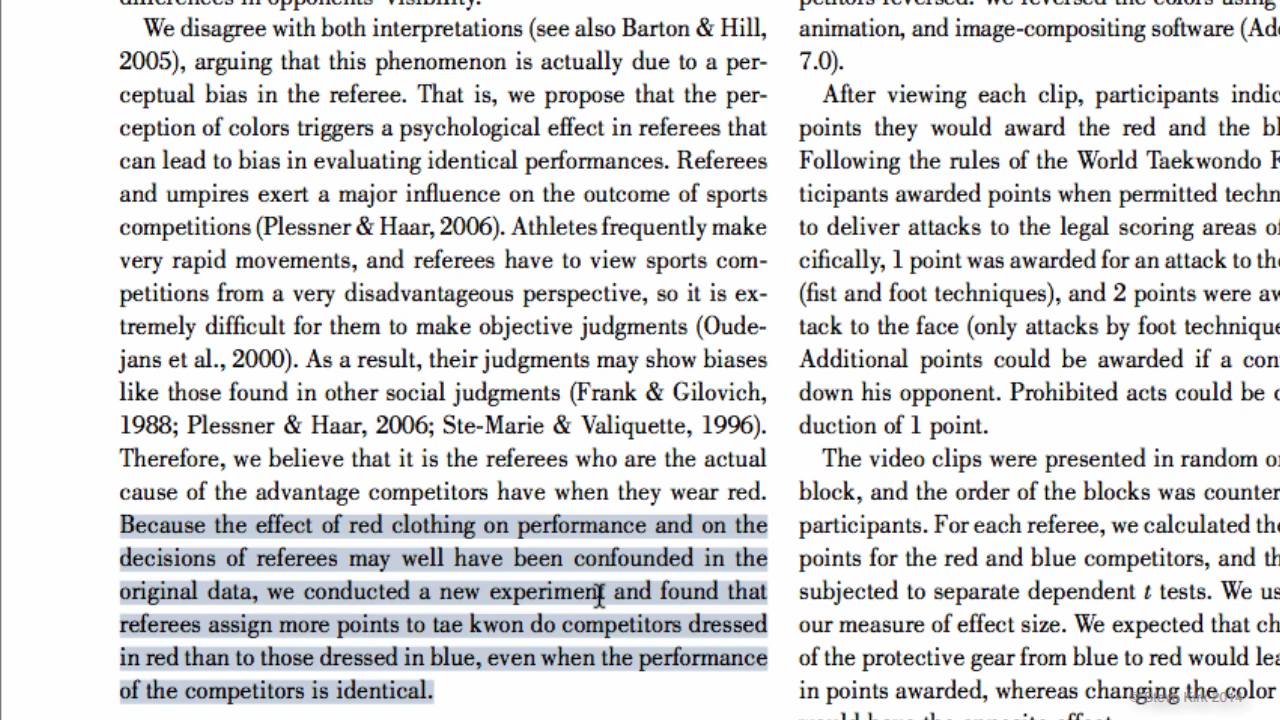 We disagree with both interpretations (see also Barton & Hill,
2005), arguing that this phenomenon is actually due to a per-
ceptual bias in the referee. That is, we propose that the per-
ception of colors triggers a psychological effect in referees that
can lead to bias in evaluating identical performances. Referees
and umpires exert a major influence on the outcome of sports
competitions (Plessner & Haar, 2006). Athletes frequently make
very rapid movements, and referees have to view sports com-
petitions from a very disadvantageous perspective, so it is ex-
tremely difficult for them to make objective judgments (Oude-
jans et al., 2000). As a result, their judgments may show biases
like those found in other social judgments (Frank & Gilovich,
1988; Plessner & Haar, 2006; Ste-Marie & Valiquette, 1996).
Therefore, we believe that it is the referees who are the actual
cause of the advantage competitors have when they wear red.
Because the effect of red clothing on performance and on the
decisions of referees may well have been confounded in the
original data, we conducted a new experiment and found that
referees assign more points to tae kwon do competitors dressed
in red than to those dressed in blue, even when the performance
of the competitors is identical.
animation, and image-compositing software
7.0).
After viewing each clip, participants
points they would award the red and the
Following the rules of the World Taekwondo
ticipants awarded points when permitted
to deliver attacks to the legal scoring areas
cifically, 1 point was awarded for an attack to
(fist and foot techniques), and 2 points were
tack to the face (only attacks by foot
Additional points could be awarded if a
down his opponent. Prohibited acts could be
duction of 1 point.
The video clips were presented in random
block, and the order of the blocks was
participants. For each referee, we calculated
points for the red and blue competitors, and
subjected to separate dependent t tests. We
our measure of effect size. We expected that
of the protective gear from blue to red would
in points awarded, whereas changing the color